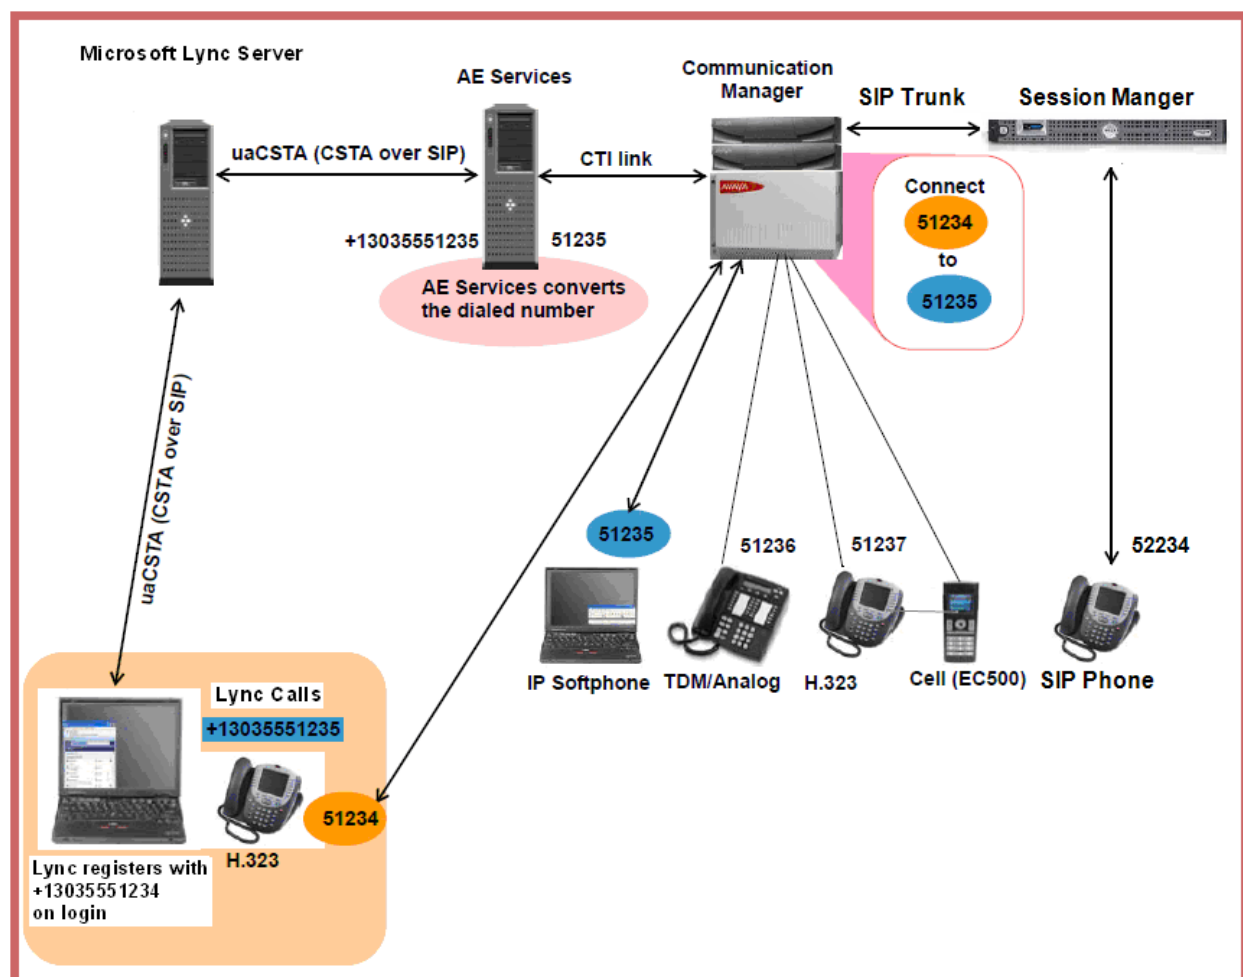 Microsoft Lync Server
AE Services
Communication
Manager
SIP Trunk
Session Manger
uaCSTA (CSTA over SIP)
CTI link
AVAYA
Connect
51234
to
51235
+13035551235
51235
AE Services converts
the dialed number
uaCSTA (CSTA over SIP)
51235
51236
51237
52234
IP Softphone
TDM/Analog
H.323
Cell (EC500)
SIP Phone
Lync Calls
+13035551235
51234
H.323
Lync registers with
+13035551234
on login